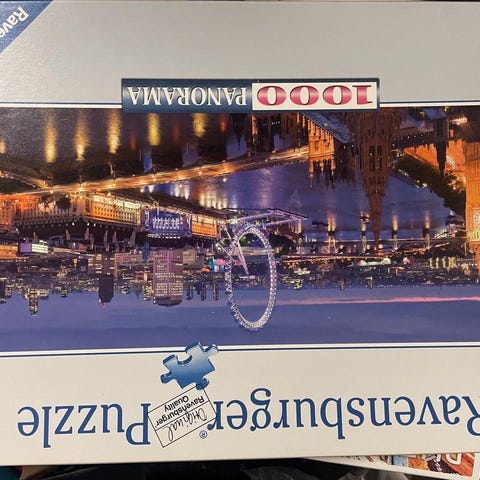 Ravensburger® Puzzle
Original
Ravensburger
Quality
1000 PANORAMA
Rave